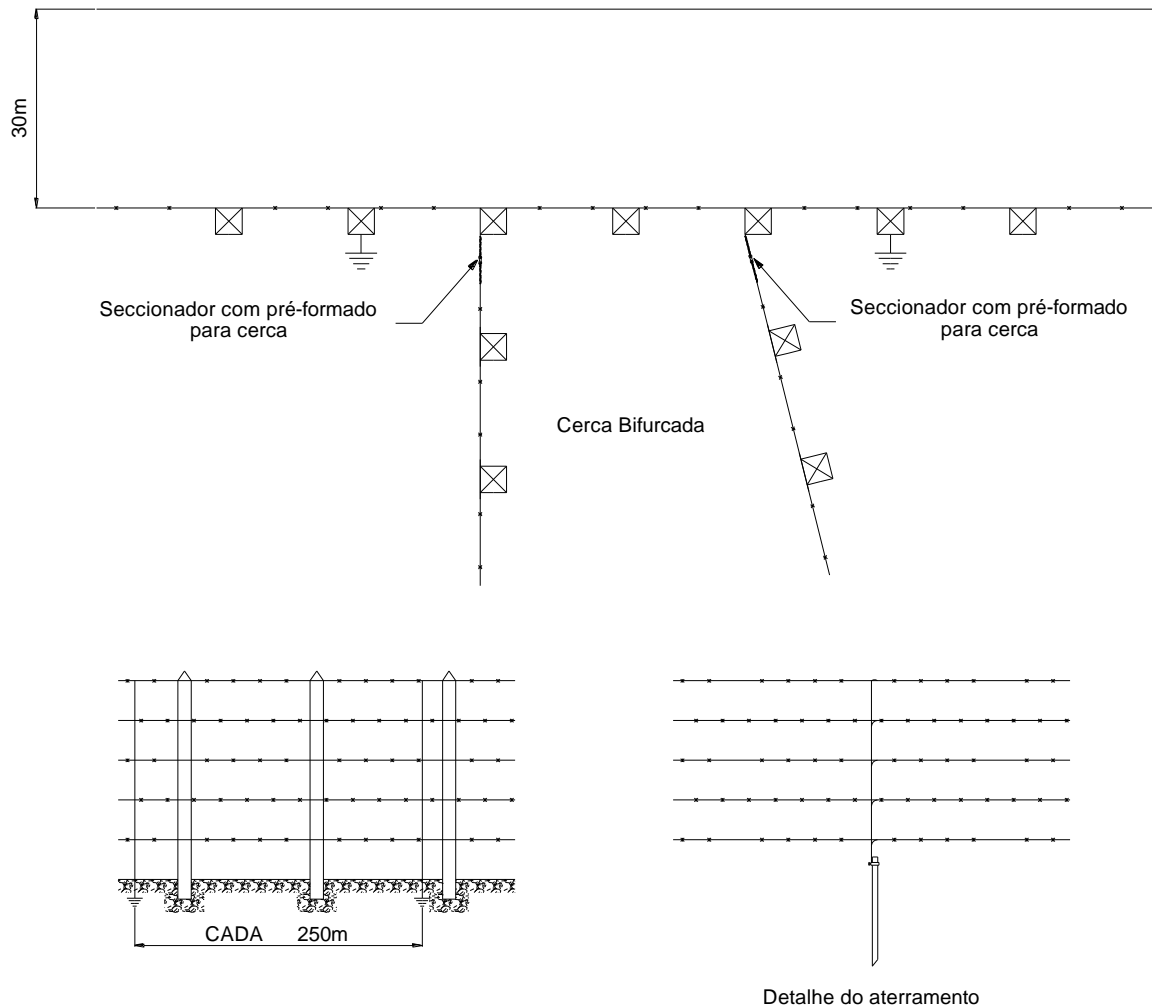 30m
Seccionador com pré-formado
para cerca
Seccionador com pré-formado
para cerca
Cerca Bifurcada
CADA 250m
Detalhe do aterramento